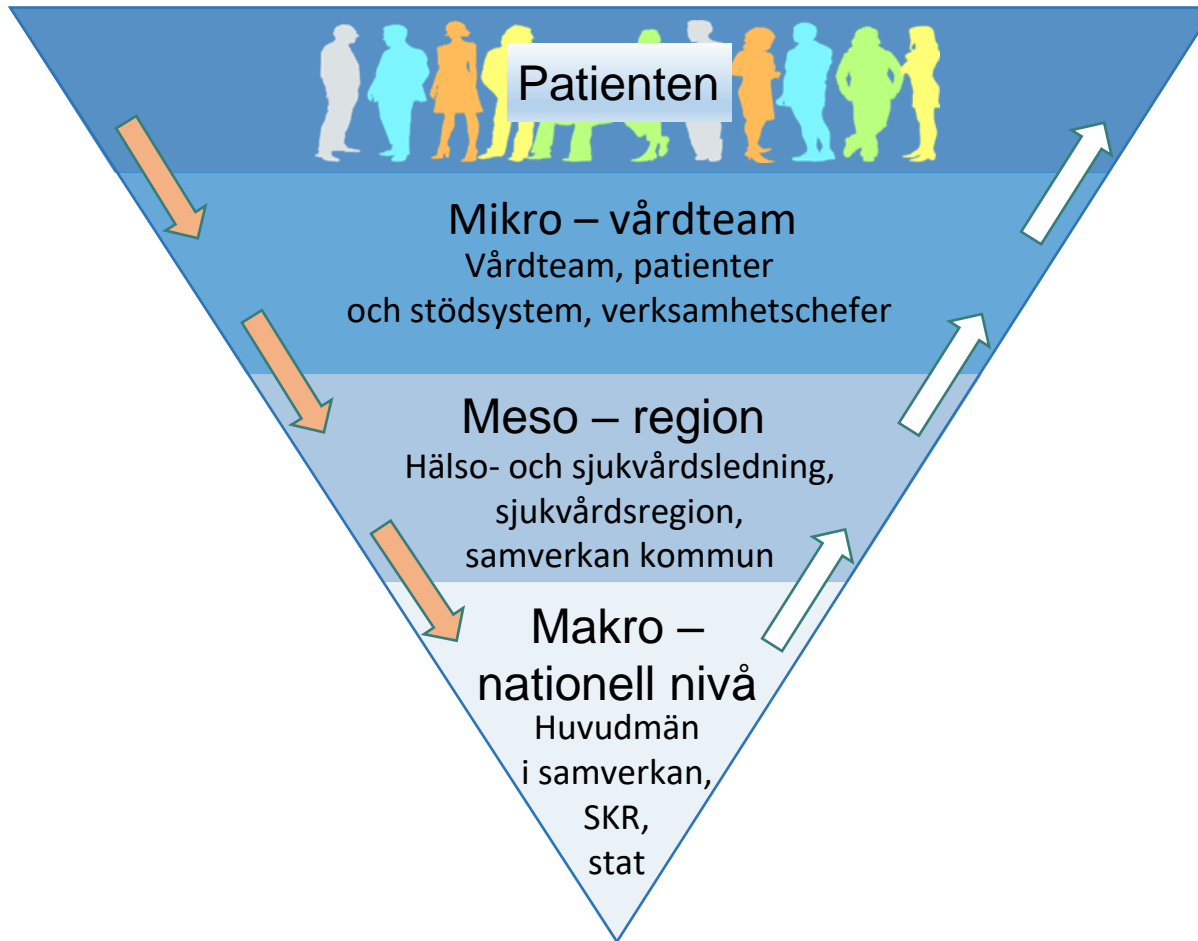 Patienten
Mikro – vårdteam
Vårdteam, patienter
och stödsystem, verksamhetschefer
Meso – region
Hälso- och sjukvårdsledning,
sjukvårdsregion,
samverkan kommun
Makro –
nationell nivå
Huvudmän
i samverkan,
SKR,
stat